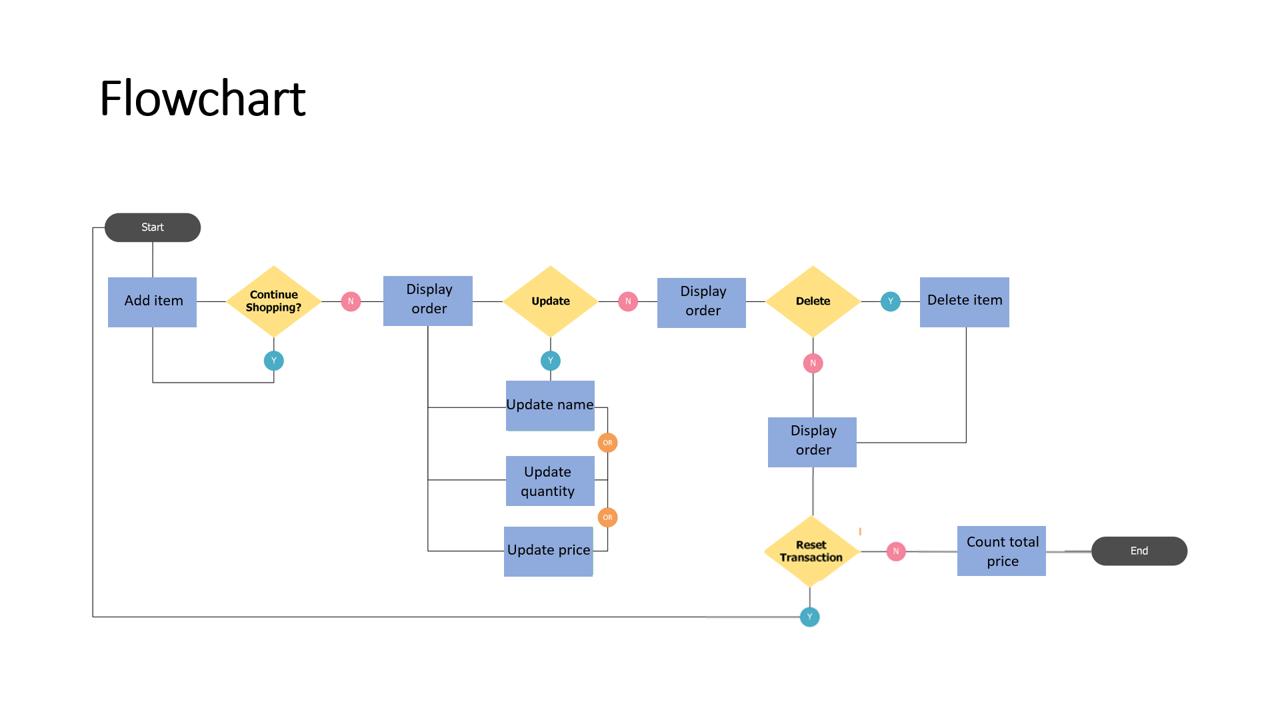 Flowchart
Start
Add item
Continue
Shopping?
N
Display
order
Update
N
Display
order
Delete
Y
Delete item
Y
Y
N
Update name
OR
Display
order
Update
quantity
OR
Update price
Reset
Transaction
N
Count total
price
End
Y